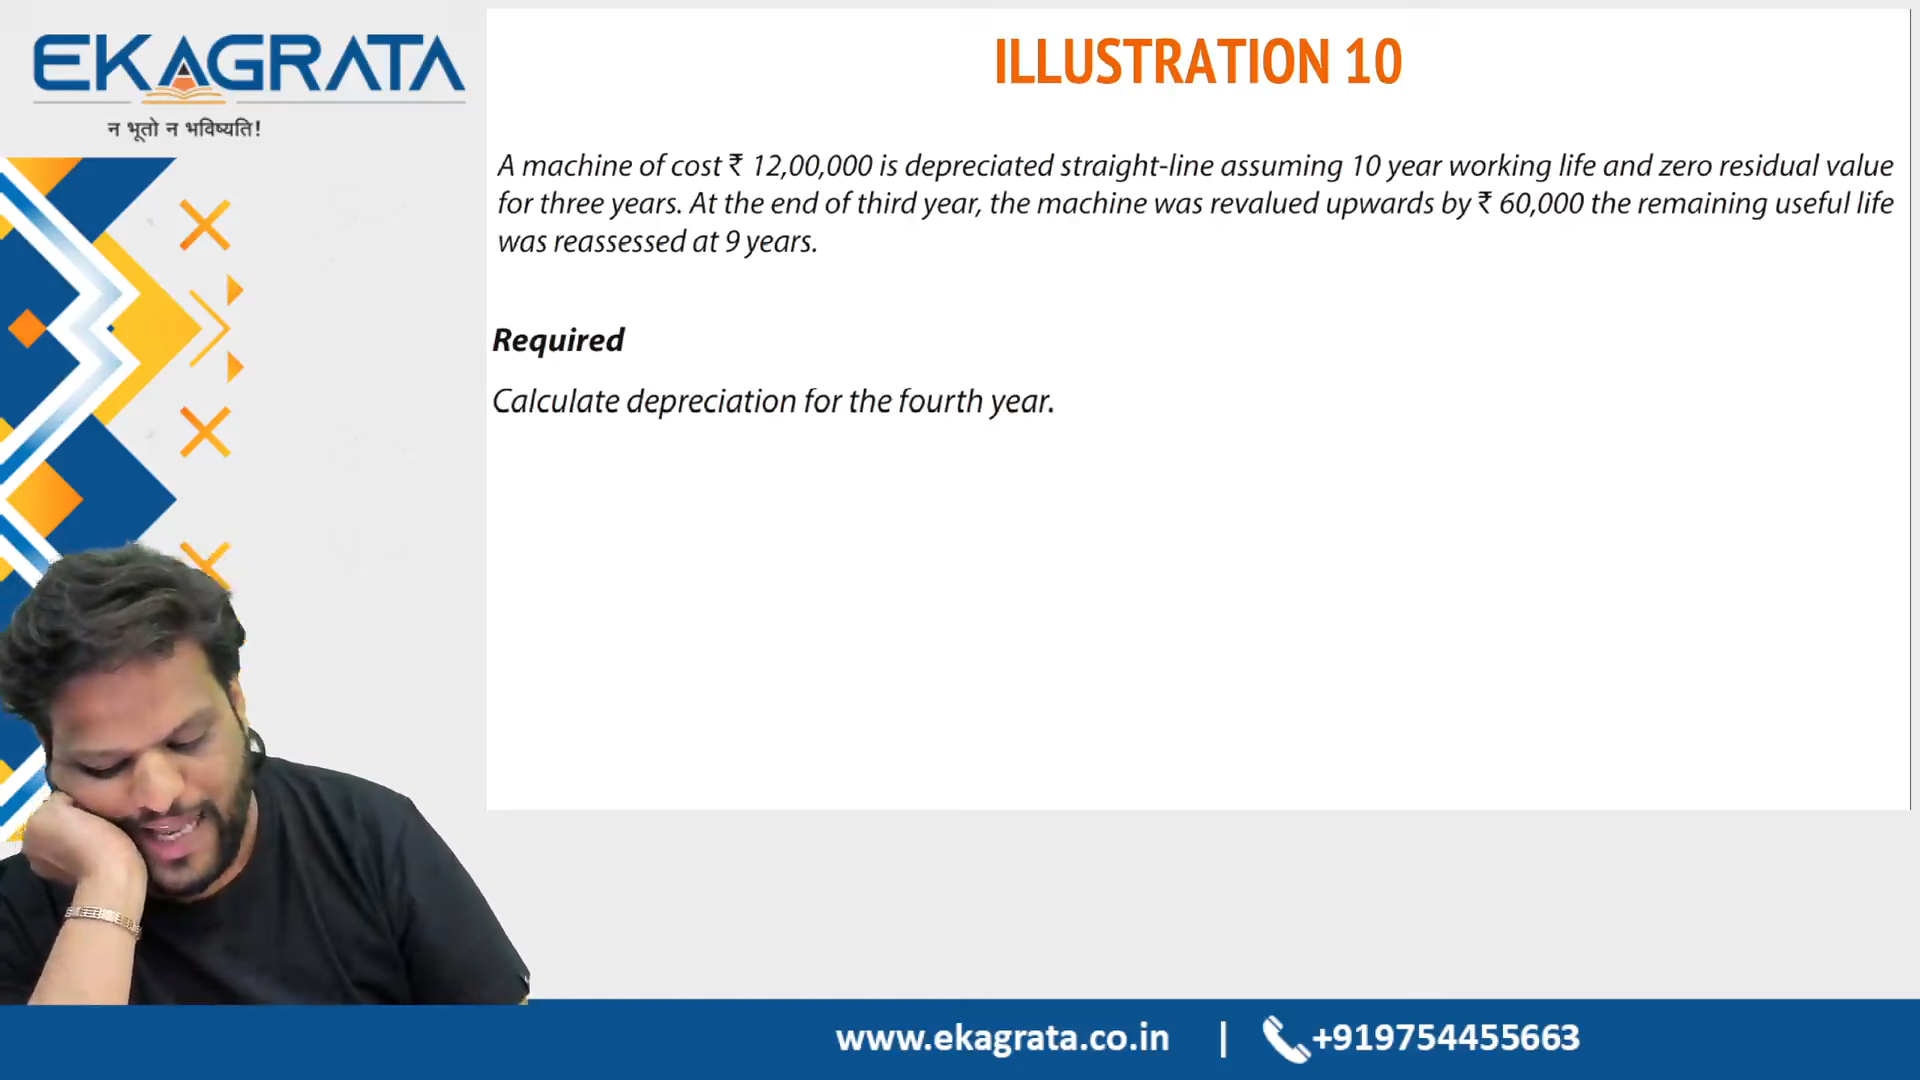 EKAGRATA
न भूतो न भविष्यति!
ILLUSTRATION 10
A machine of cost ₹ 12,00,000 is depreciated straight-line assuming 10 year working life and zero residual value
for three years. At the end of third year, the machine was revalued upwards by ₹ 60,000 the remaining useful life
was reassessed at 9 years.
Required
Calculate depreciation for the fourth year.
www.ekagrata.co.in | +919754455663